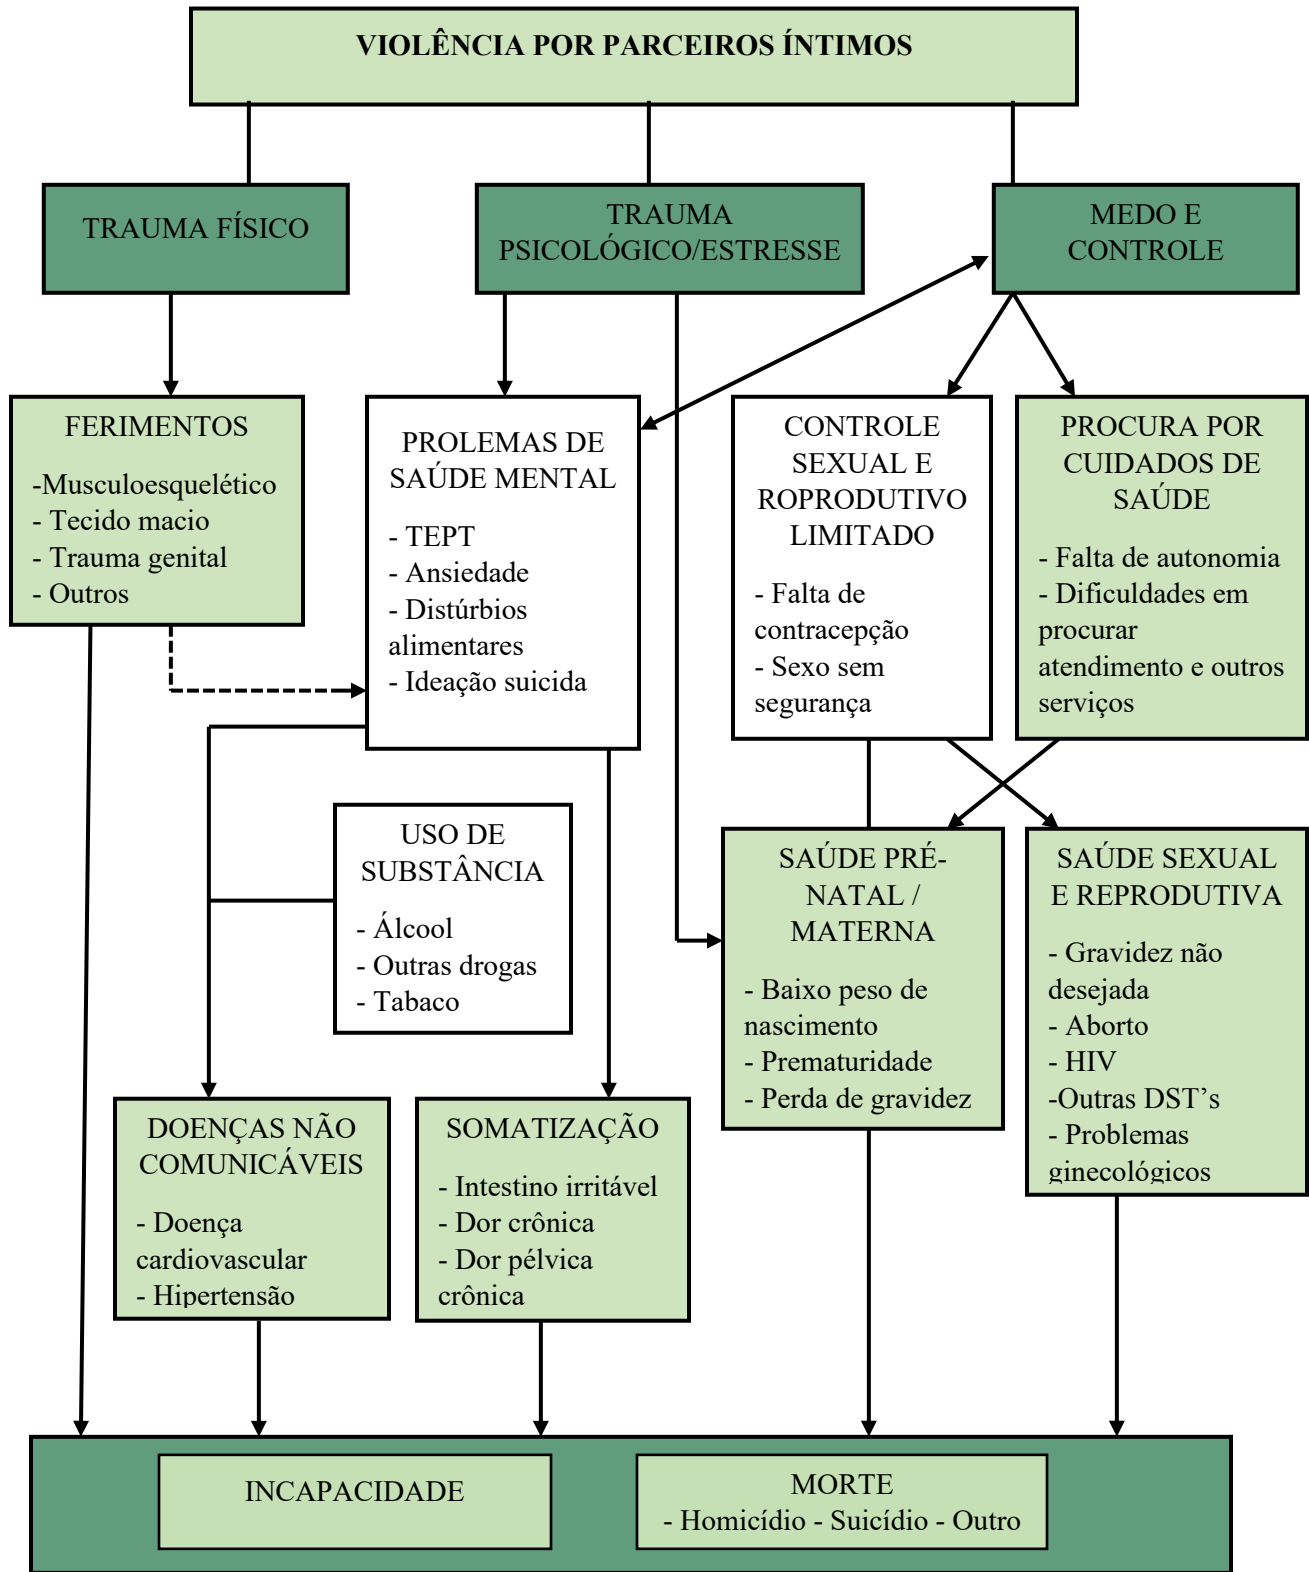 VIOLÊNCIA POR PARCEIROS ÍNTIMOS
TRAUMA FÍSICO
TRAUMA
PSICOLÓGICO/ESTRESSE
MEDO E
CONTROLE
FERIMENTOS
-Musculoesquelético
- Tecido macio
- Trauma genital
- Outros
PROLEMAS DE
SAÚDE MENTAL
- TEPT
- Ansiedade
- Distúrbios
alimentares
- Ideação suicida
CONTROLE
SEXUAL E
ROPRODUTIVO
LIMITADO
- Falta de
contracepção
- Sexo sem
segurança
PROCURA POR
CUIDADOS DE
SAÚDE
- Falta de autonomia
- Dificuldades em
procurar
atendimento e outros
serviços
USO DE
SUBSTÂNCIA
- Álcool
- Outras drogas
- Tabaco
SAÚDE PRÉ-
NATAL /
MATERNA
- Baixo peso de
nascimento
- Prematuridade
- Perda de gravidez
SAÚDE SEXUAL
E REPRODUTIVA
- Gravidez não
desejada
- Aborto
- HIV
-Outras DST’s
- Problemas
ginecológicos
DOENÇAS NÃO
COMUNICÁVEIS
- Doença
cardiovascular
- Hipertensão
SOMATIZAÇÃO
- Intestino irritável
- Dor crônica
- Dor pélvica
crônica
INCAPACIDADE
MORTE
- Homicídio - Suicídio - Outro